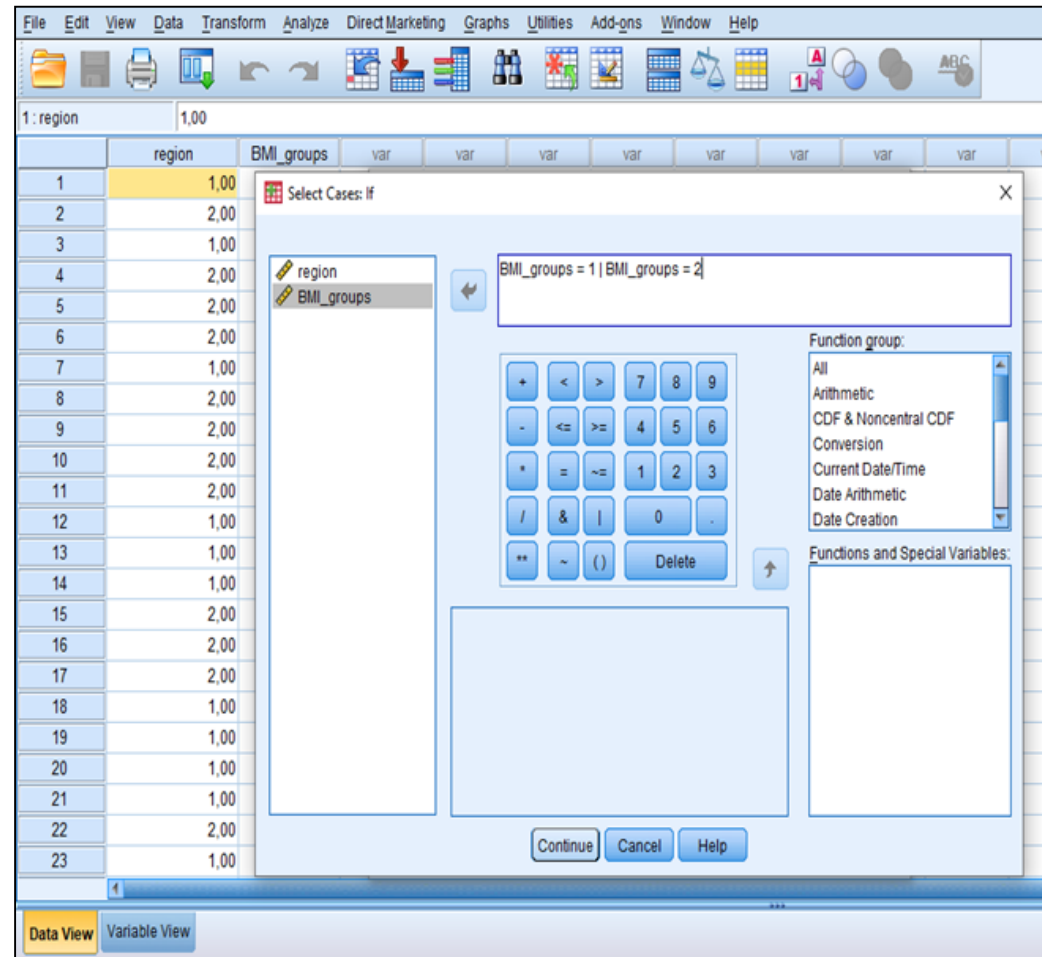 File Edit View Data Transform Analyze Direct Marketing Graphs Utilities Add-ons Window Help
A
1
ABC
1 : region 1,00
region BMI_groups var var var var var var var var
1 1,00
2 2,00
3 1,00
4 2,00
5 2,00
6 2,00
7 1,00
8 2,00
9 2,00
10 2,00
11 2,00
12 1,00
13 1,00
14 1,00
15 2,00
16 2,00
17 2,00
18 1,00
19 1,00
20 1,00
21 1,00
22 2,00
23 1,00
Select Cases: If X
region
BMI_groups
BMI_groups = 1 | BMI_groups = 2
+ < > 7 8 9
- <= >= 4 5 6
* = ~= 1 2 3
/ & | 0 .
** ~ ( ) Delete
Function group:
All
Arithmetic
CDF & Noncentral CDF
Conversion
Current Date/Time
Date Arithmetic
Date Creation
Functions and Special Variables:
Continue Cancel Help
Data View Variable View